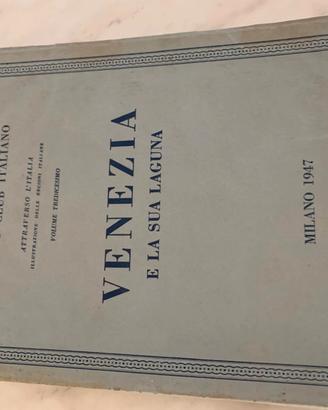 CLUB ITALIANO
ATTRAVERSO L'ITALIA
ILLUSTRAZIONE DELLE REGIONI ITALIANE
VOLUME TREDICESIMO
VENEZIA
E LA SUA LAGUNA
MILANO 1947